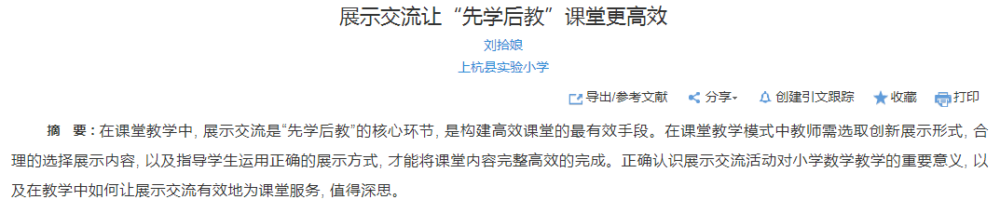 展示交流让“先学后教”课堂更高效
刘拾娘
上杭县实验小学
导出/参考文献 分享 创建引文跟踪 收藏 打印
摘 要：在课堂教学中, 展示交流是“先学后教”的核心环节, 是构建高效课堂的最有效手段。在课堂教学模式中教师需选取创新展示形式, 合
理的选择展示内容, 以及指导学生运用正确的展示方式, 才能将课堂内容完整高效的完成。正确认识展示交流活动对小学数学教学的重要意义, 以
及在教学中如何让展示交流有效地为课堂服务, 值得深思。